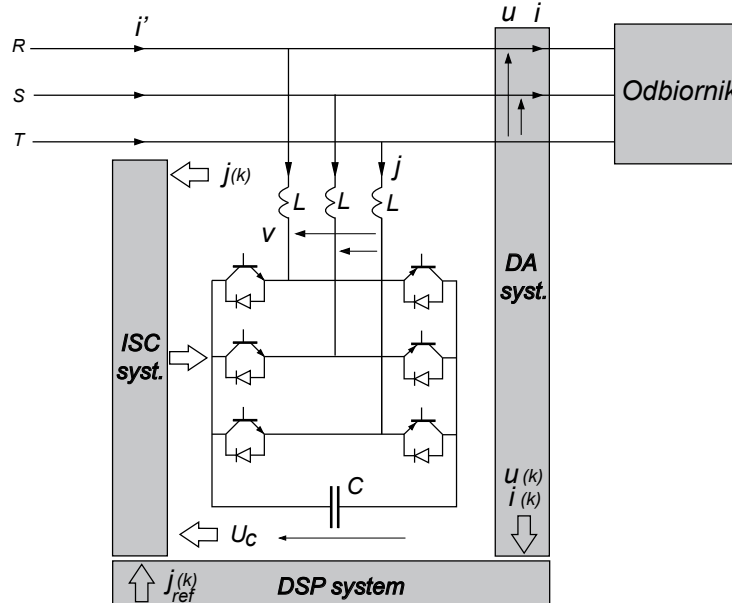 i'
u i
R
S
T
Odbiornik
j(k)
j
L L L
v
DA
syst.
ISC
syst.
C
u(k)
i(k)
Uc
j(k)
ref
DSP system